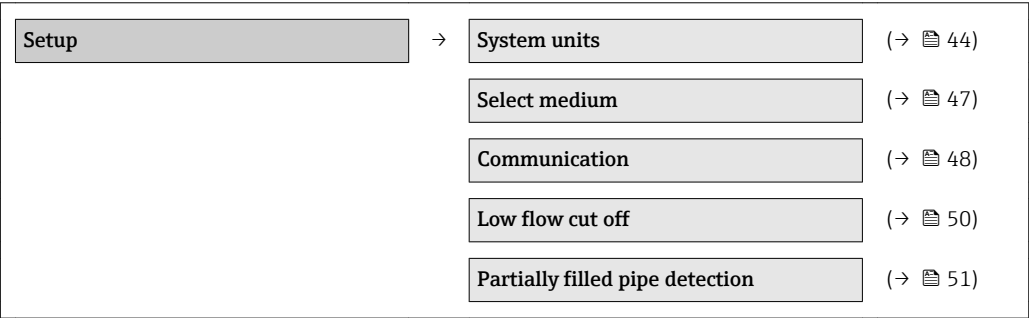 Setup → System units (→ 44)
Select medium (→ 47)
Communication (→ 48)
Low flow cut off (→ 50)
Partially filled pipe detection (→ 51)